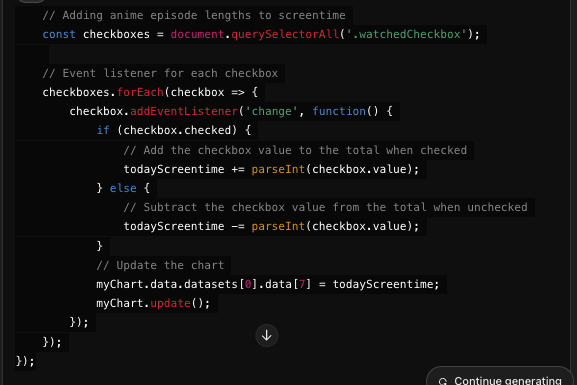 // Adding anime episode lengths to screentime
const checkboxes = document.querySelectorAll('.watchedCheckbox');
// Event listener for each checkbox
checkboxes.forEach(checkbox => {
checkbox.addEventListener('change', function() {
if (checkbox.checked) {
// Add the checkbox value to the total when checked
todayScreentime += parseInt(checkbox.value);
} else {
// Subtract the checkbox value from the total when unchecked
todayScreentime -= parseInt(checkbox.value);
}
// Update the chart
myChart.data.datasets[0].data[7] = todayScreentime;
myChart.update();
});
});
});
Continue generating